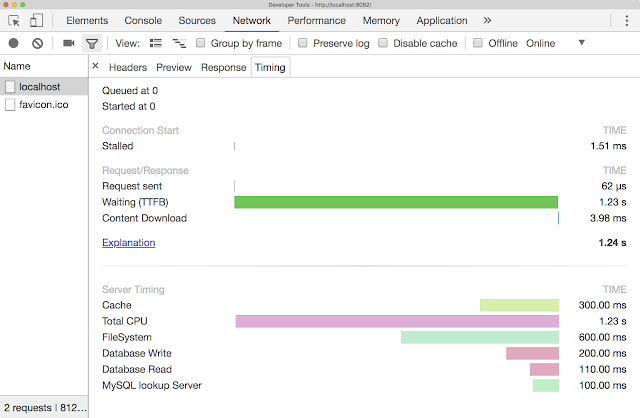 Developer Tools - http://localhost:8082/
Elements Console Sources Network Performance Memory Application »
View: Group by frame Preserve log Disable cache Offline Online
Name × Headers Preview Response Timing
localhost
favicon.ico
Queued at 0
Started at 0
Connection Start TIME
Stalled 1.51 ms
Request/Response TIME
Request sent 62 µs
Waiting (TTFB) 1.23 s
Content Download 3.98 ms
Explanation 1.24 s
Server Timing TIME
Cache 300.00 ms
Total CPU 1.23 s
FileSystem 600.00 ms
Database Write 200.00 ms
Database Read 110.00 ms
MySQL lookup Server 100.00 ms
2 requests | 812…